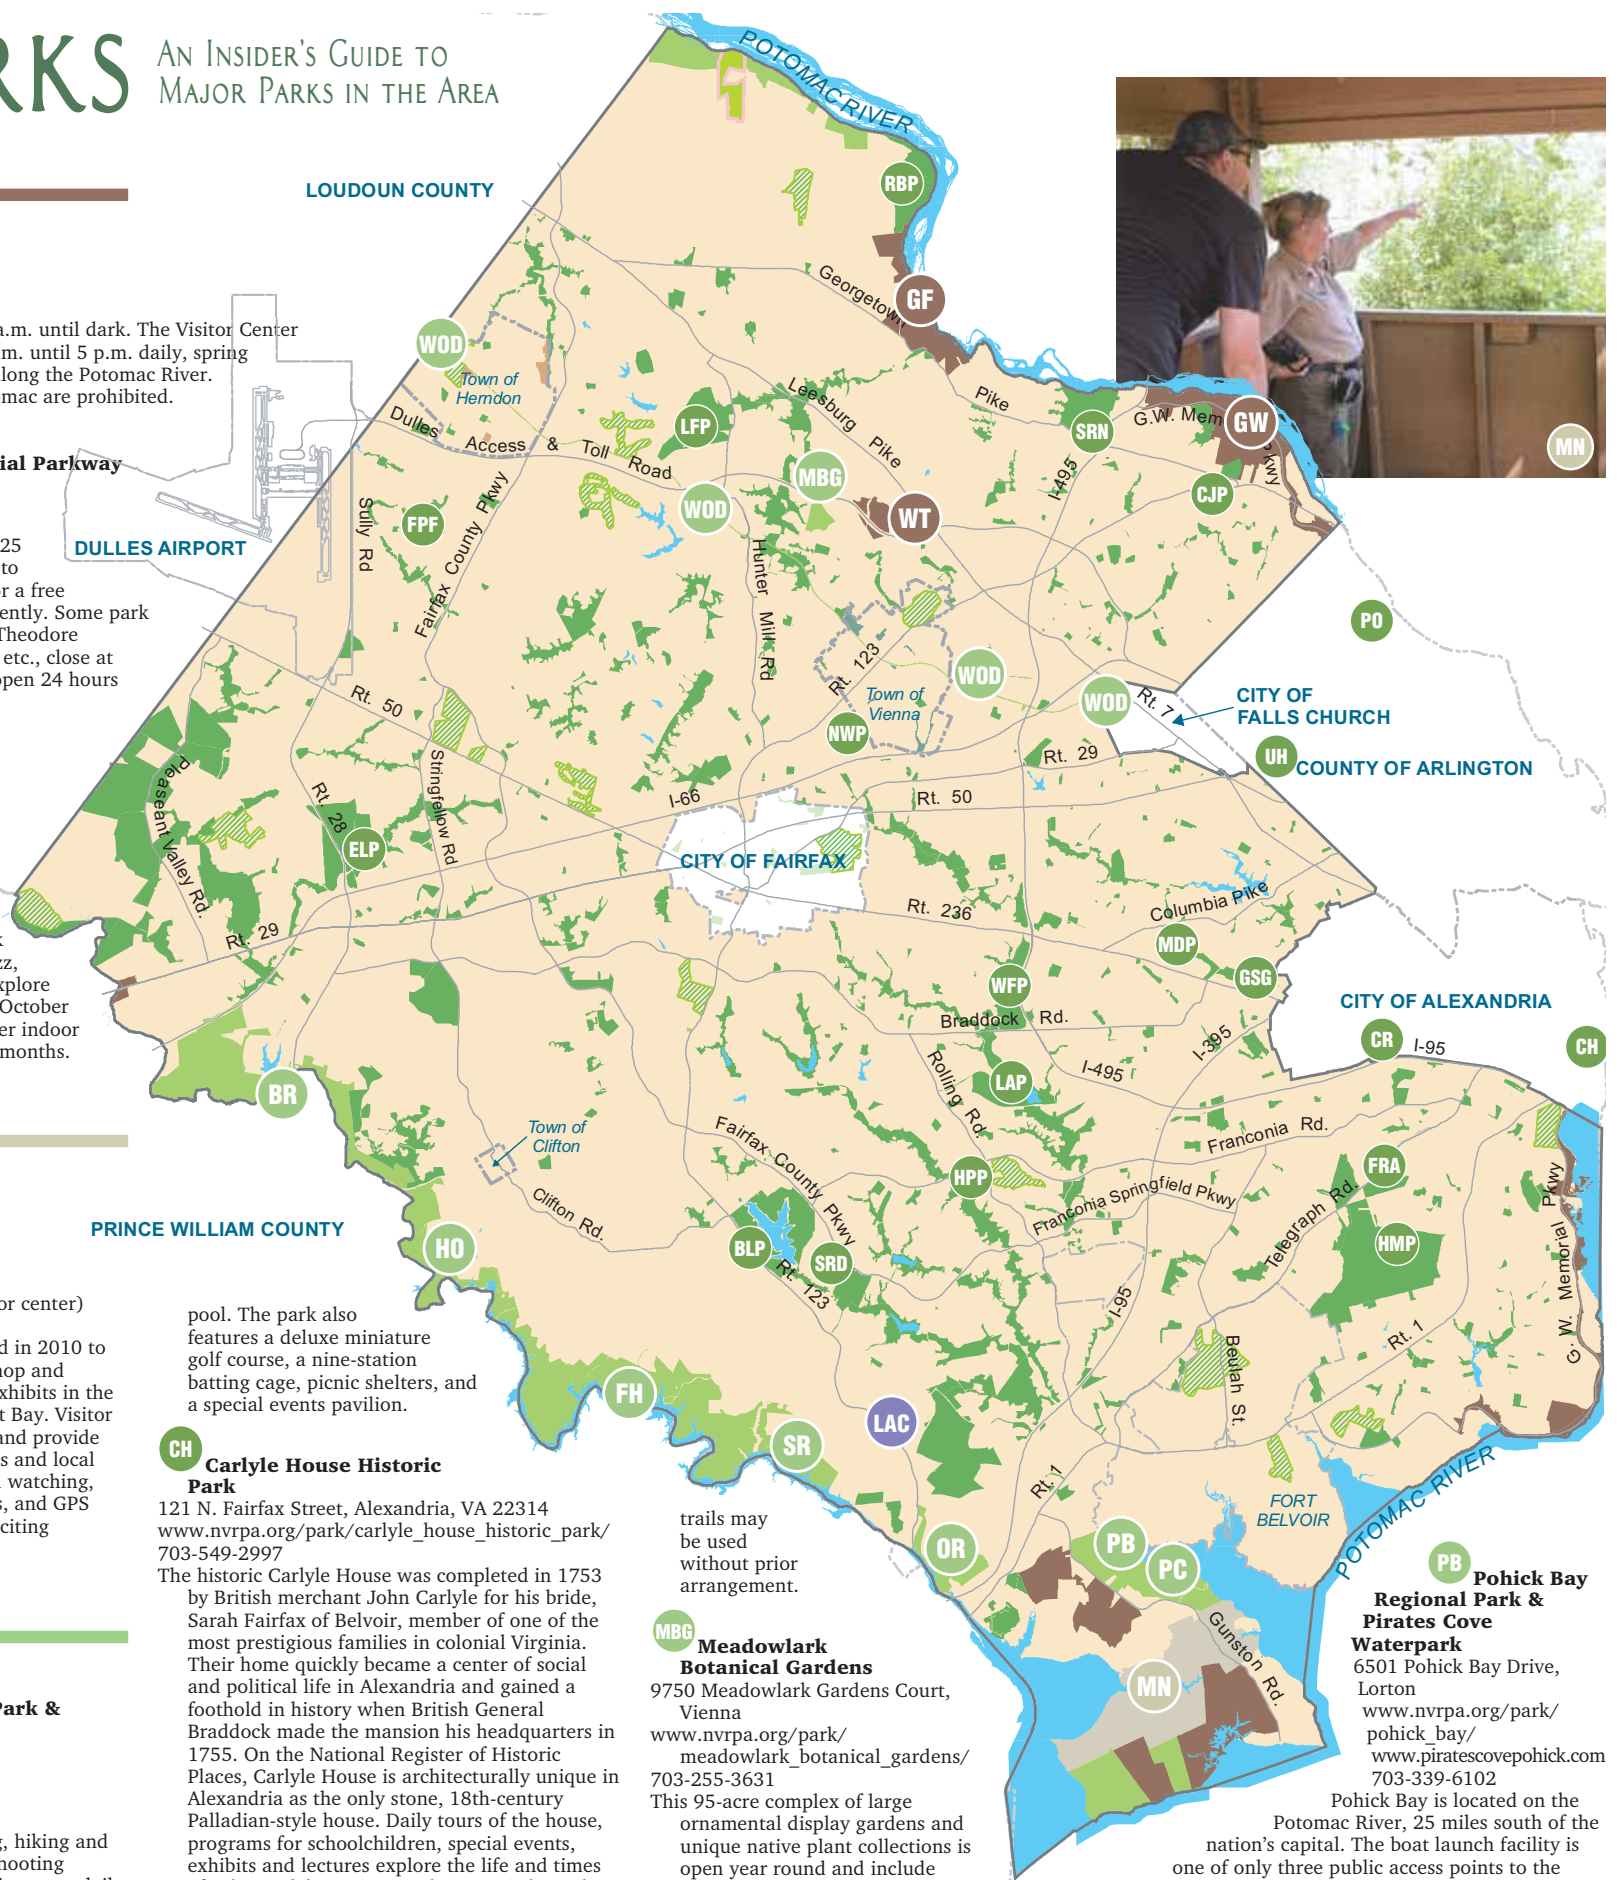 RKS
AN INSIDER'S GUIDE TO
MAJOR PARKS IN THE AREA
a.m. until dark. The Visitor Center
m. until 5 p.m. daily, spring
long the Potomac River.
omac are prohibited.
ial Parkway
25
to
r a free
ently. Some park
Theodore
etc., close at
open 24 hours
k
zz,
xplore
October
er indoor
months.
or center)
d in 2010 to
hop and
xhibits in the
t Bay. Visitor
and provide
s and local
watching,
s, and GPS
citing
Park &
g, hiking and
hooting
POTOMAC RIVER
LOUDOUN COUNTY
RBP
Georgetown
GF
WOD
Town of
Herndon
Dulles
Access & Toll Road
LFP
Leesburg
Pike
Pike
SRN
G.W. Mem
GW
Pkwy
MN
I-495
CJP
MBG
WOD
WT
DULLES AIRPORT
Sully Rd
FPF
Fairfax County Pkwy
Hunter Mill Rd
PO
Rt. 123
Town of
Vienna
WOD
WOD
Rt. 7
CITY OF
FALLS CHURCH
NWP
UH
COUNTY OF ARLINGTON
Rt. 50
Rt. 29
Stringfellow Rd
Pleasant Valley Rd.
Rt. 28
ELP
I-66
Rt. 50
CITY OF FAIRFAX
Rt. 236
Columbia Pike
Rt. 29
MDP
GSG
WFP
CITY OF ALEXANDRIA
Braddock Rd.
CR
I-95
CH
I-395
I-495
Rolling Rd.
LAP
BR
Town of
Clifton
Fairfax County Pkwy
Franconia Rd.
FRA
HPP
Franconia Springfield Pkwy
Telegraph Rd.
G. W. Memorial Pkwy
PRINCE WILLIAM COUNTY
Clifton Rd.
HO
BLP
SRD
HMP
Rt. 123
I-95
Rt. 1
Beulah St.
FH
LAC
SR
Rt. 1
FORT
BELVOIR
POTOMAC RIVER
OR
PB
PC
Gunston Rd.
MN
pool. The park also
features a deluxe miniature
golf course, a nine-station
batting cage, picnic shelters, and
a special events pavilion.
CH Carlyle House Historic
Park
121 N. Fairfax Street, Alexandria, VA 22314
www.nvrpa.org/park/carlyle_house_historic_park/
703-549-2997
The historic Carlyle House was completed in 1753
by British merchant John Carlyle for his bride,
Sarah Fairfax of Belvoir, member of one of the
most prestigious families in colonial Virginia.
Their home quickly became a center of social
and political life in Alexandria and gained a
foothold in history when British General
Braddock made the mansion his headquarters in
1755. On the National Register of Historic
Places, Carlyle House is architecturally unique in
Alexandria as the only stone, 18th-century
Palladian-style house. Daily tours of the house,
programs for schoolchildren, special events,
exhibits and lectures explore the life and times
trails may
be used
without prior
arrangement.
MBG Meadowlark
Botanical Gardens
9750 Meadowlark Gardens Court,
Vienna
www.nvrpa.org/park/
meadowlark_botanical_gardens/
703-255-3631
This 95-acre complex of large
ornamental display gardens and
unique native plant collections is
open year round and include
PB Pohick Bay
Regional Park &
Pirates Cove
Waterpark
6501 Pohick Bay Drive,
Lorton
www.nvrpa.org/park/
pohick_bay/
www.piratescovepohick.com
703-339-6102
Pohick Bay is located on the
Potomac River, 25 miles south of the
nation's capital. The boat launch facility is
one of only three public access points to the